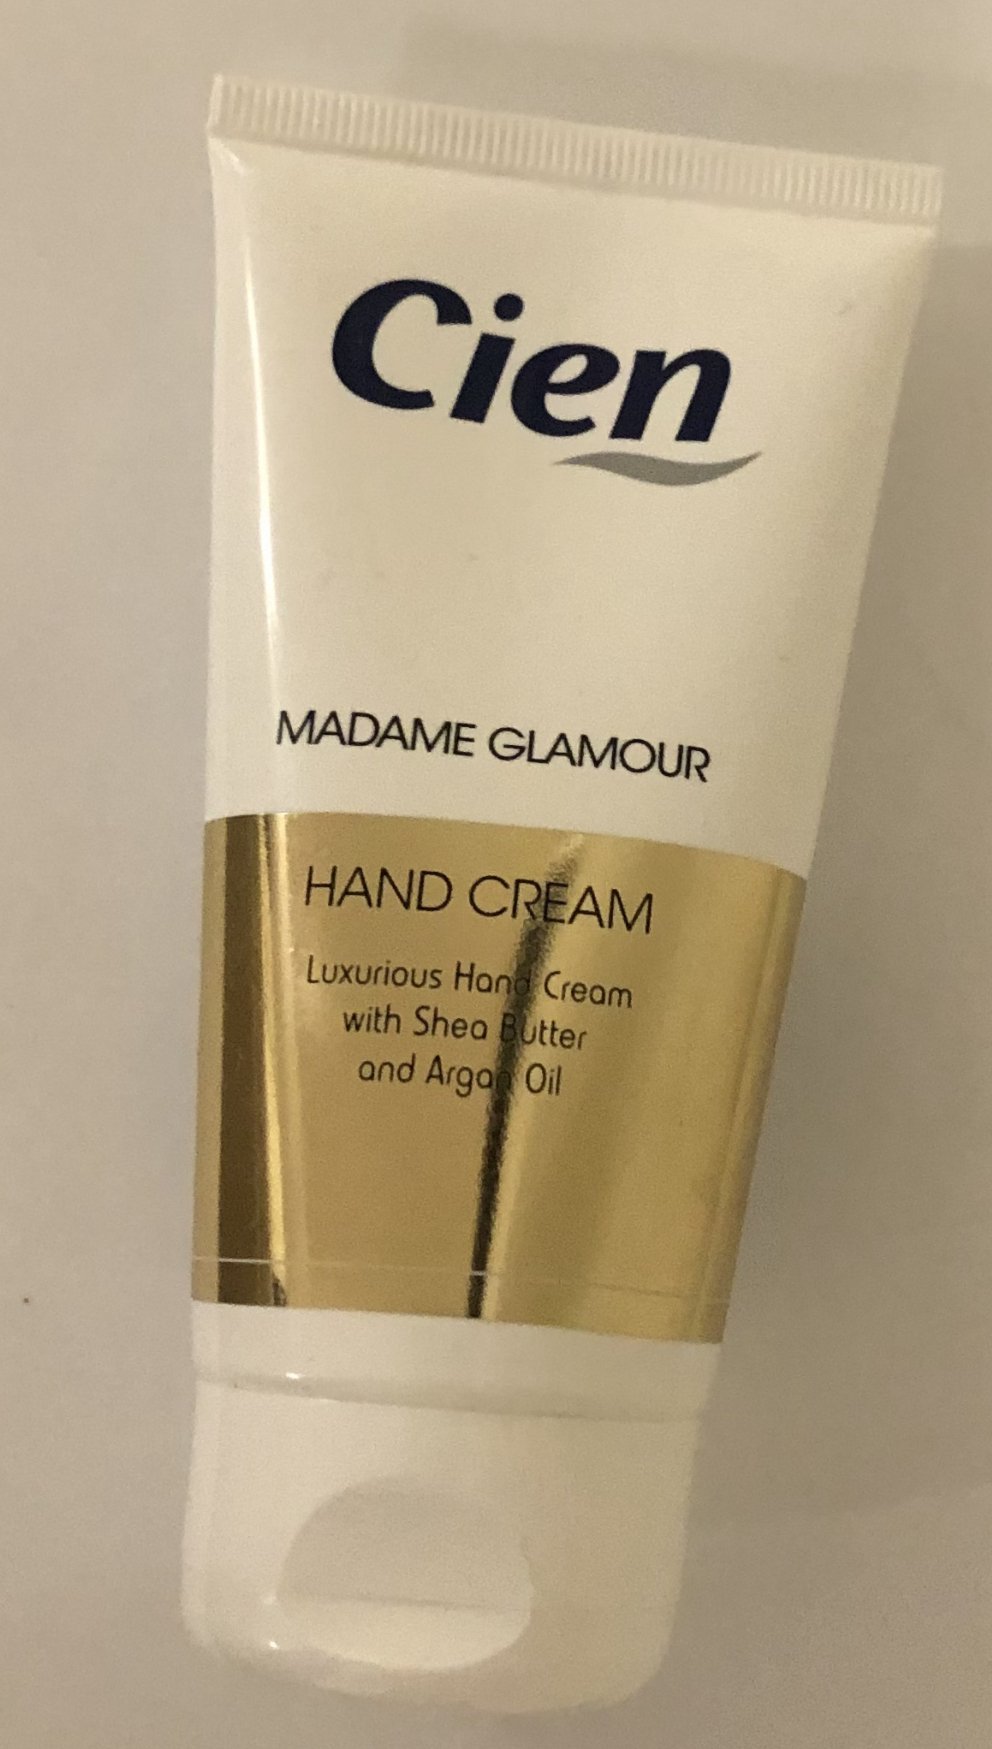 Cien
MADAME GLAMOUR
HAND CREAM
Luxurious Hand Cream
with Shea Butter
and Argan Oil